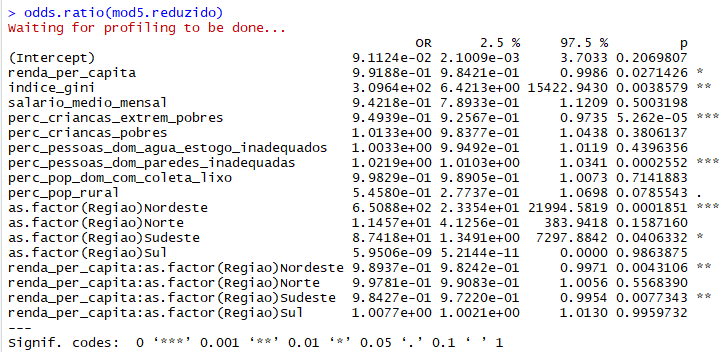 > odds.ratio(mod5.reduzido)
Waiting for profiling to be done...
OR 2.5 % 97.5 % p
(Intercept) 9.1124e-02 2.1009e-03 3.7033 0.2069807
renda_per_capita 9.9188e-01 9.8421e-01 0.9986 0.0271426 *
indice_gini 3.0964e+02 6.4213e+00 15422.9430 0.0038579 **
salario_medio_mensal 9.4218e-01 7.8933e-01 1.1209 0.5003198
perc_criancas_extrem_pobres 9.4939e-01 9.2567e-01 0.9735 5.262e-05 ***
perc_criancas_pobres 1.0133e+00 9.8377e-01 1.0438 0.3806137
perc_pessoas_dom_agua_estogo_inadequados 1.0033e+00 9.9492e-01 1.0119 0.4396356
perc_pessoas_dom_paredes_inadequadas 1.0219e+00 1.0103e+00 1.0341 0.0002552 ***
perc_pop_dom_com_coleta_lixo 9.9829e-01 9.8905e-01 1.0073 0.7141883
perc_pop_rural 5.4580e-01 2.7737e-01 1.0698 0.0785543 .
as.factor(Regiao)Nordeste 6.5088e+02 2.3354e+01 21994.5819 0.0001851 ***
as.factor(Regiao)Norte 1.1457e+01 4.1256e-01 383.9418 0.1587160
as.factor(Regiao)Sudeste 8.7418e+01 1.3491e+00 7297.8842 0.0406332 *
as.factor(Regiao)Sul 5.9506e-09 5.2144e-11 0.0000 0.9863875
renda_per_capita:as.factor(Regiao)Nordeste 9.8937e-01 9.8242e-01 0.9971 0.0043106 **
renda_per_capita:as.factor(Regiao)Norte 9.9781e-01 9.9083e-01 1.0056 0.5568390
renda_per_capita:as.factor(Regiao)Sudeste 9.8427e-01 9.7220e-01 0.9954 0.0077343 **
renda_per_capita:as.factor(Regiao)Sul 1.0077e+00 1.0021e+00 1.0130 0.9959732
---
Signif. codes: 0 ‘***’ 0.001 ‘**’ 0.01 ‘*’ 0.05 ‘.’ 0.1 ‘ ’ 1